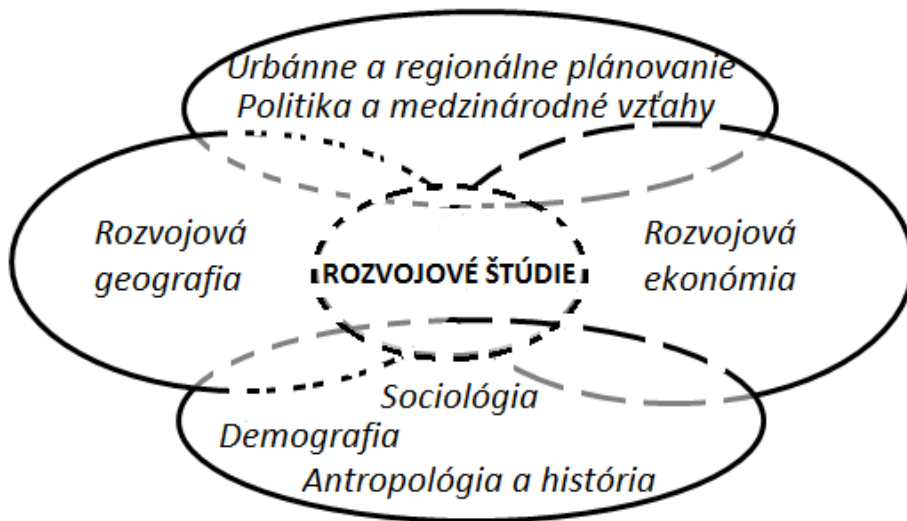 Urbánne a regionálne plánovanie
Politika a medzinárodné vzťahy
Rozvojová
geografia
ROZVOJOVÉ ŠTÚDIE
Rozvojová
ekonómia
Sociológia
Demografia
Antropológia a história